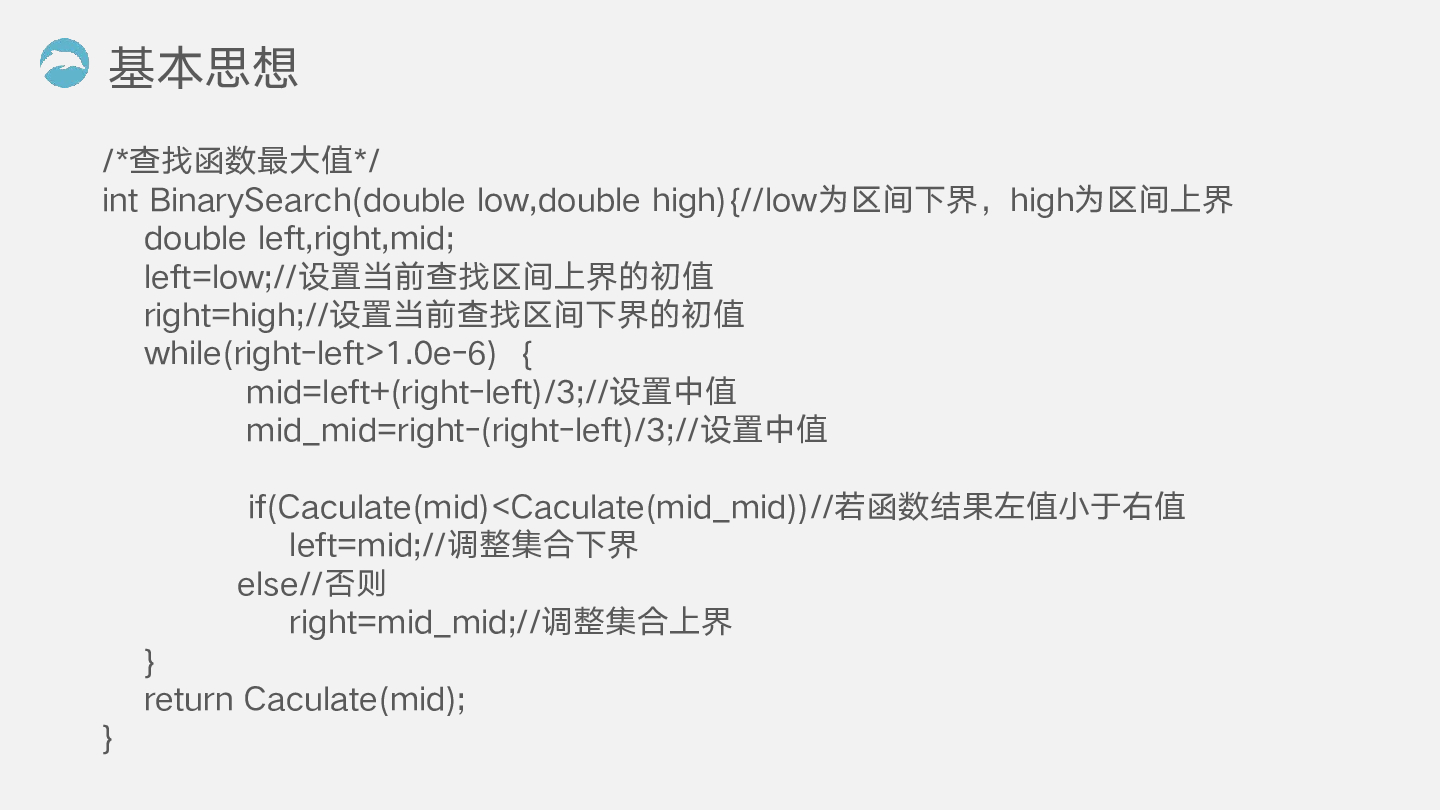 基本思想
/*查找函数最大值*/
int BinarySearch(double low,double high){//low为区间下界，high为区间上界
double left,right,mid;
left=low;//设置当前查找区间上界的初值
right=high;//设置当前查找区间下界的初值
while(right-left>1.0e-6) {
mid=left+(right-left)/3;//设置中值
mid_mid=right-(right-left)/3;//设置中值
if(Caculate(mid)<Caculate(mid_mid))//若函数结果左值小于右值
left=mid;//调整集合下界
else//否则
right=mid_mid;//调整集合上界
}
return Caculate(mid);
}